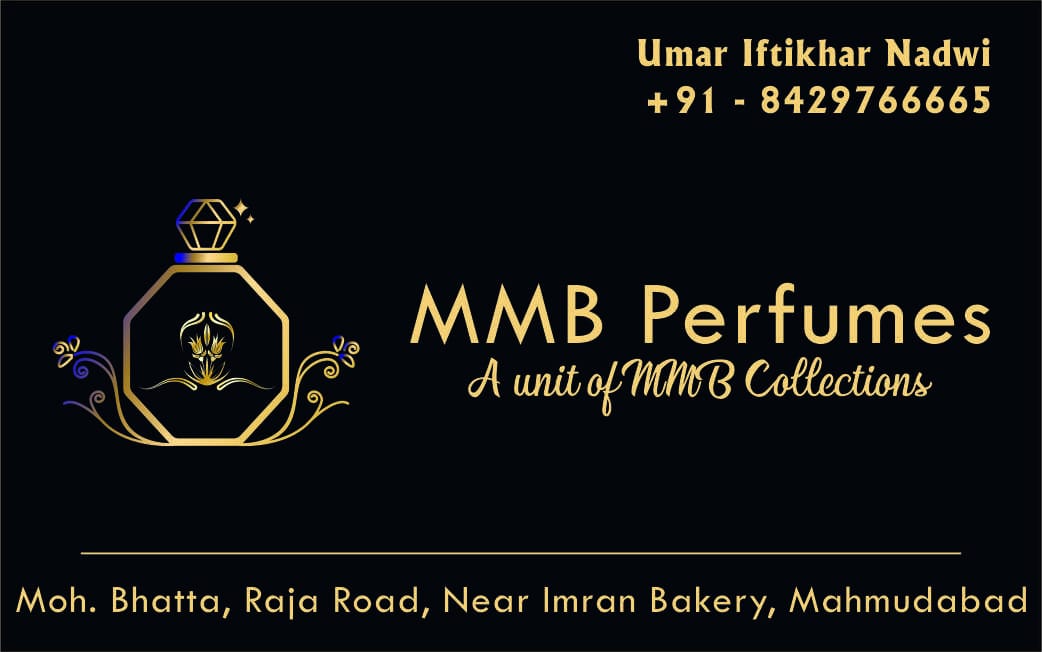 Umar Iftikhar Nadwi
+91 - 8429766665
MMB Perfumes
A unit of MMB Collections
Moh. Bhatta, Raja Road, Near Imran Bakery, Mahmudabad